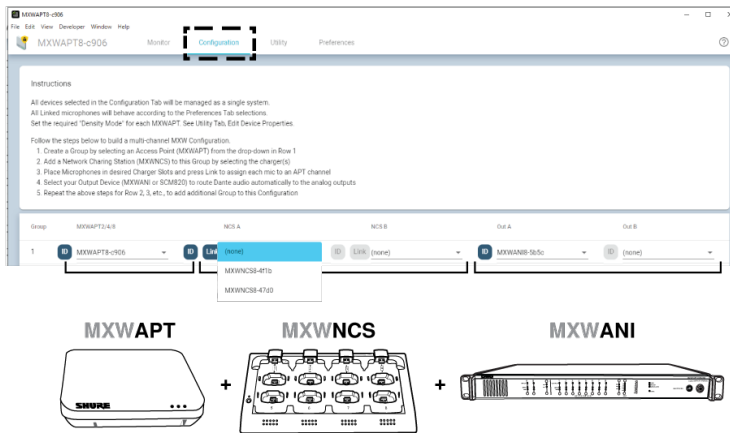 MXWAPT8-c906
File Edit View Developer Window Help
MXWAPT8-c906 Monitor Configuration Utility Preferences
Instructions
All devices selected in the Configuration Tab will be managed as a single system.
All Linked microphones will behave according to the Preferences Tab selections.
Set the required "Density Mode" for each MXWAPT. See Utility Tab, Edit Device Properties.
Follow the steps below to build a multi-channel MXW Configuration.
1. Create a Group by selecting an Access Point (MXWAPT) from the drop-down in Row 1
2. Add a Network Charing Station (MXWNCS) to this Group by selecting the charger(s)
3. Place Microphones in desired Charger Slots and press Link to assign each mic to an APT channel
4. Select your Output Device (MXWANI or SCM820) to route Dante audio automatically to the analog outputs
5. Repeat the above steps for Row 2, 3, etc., to add additional Group to this Configuration
Group MXWAPT2/4/8 NCS A NCS B Out A Out B
1 ID MXWAPT8-c906 ID Link (none) ID Link (none) ID MXWANI8-5b5c ID (none)
MXWNCS8-4f1b
MXWNCS8-47d0
MXWAPT MXWNCS MXWANI
+ +
SHURE
5 6 7 8